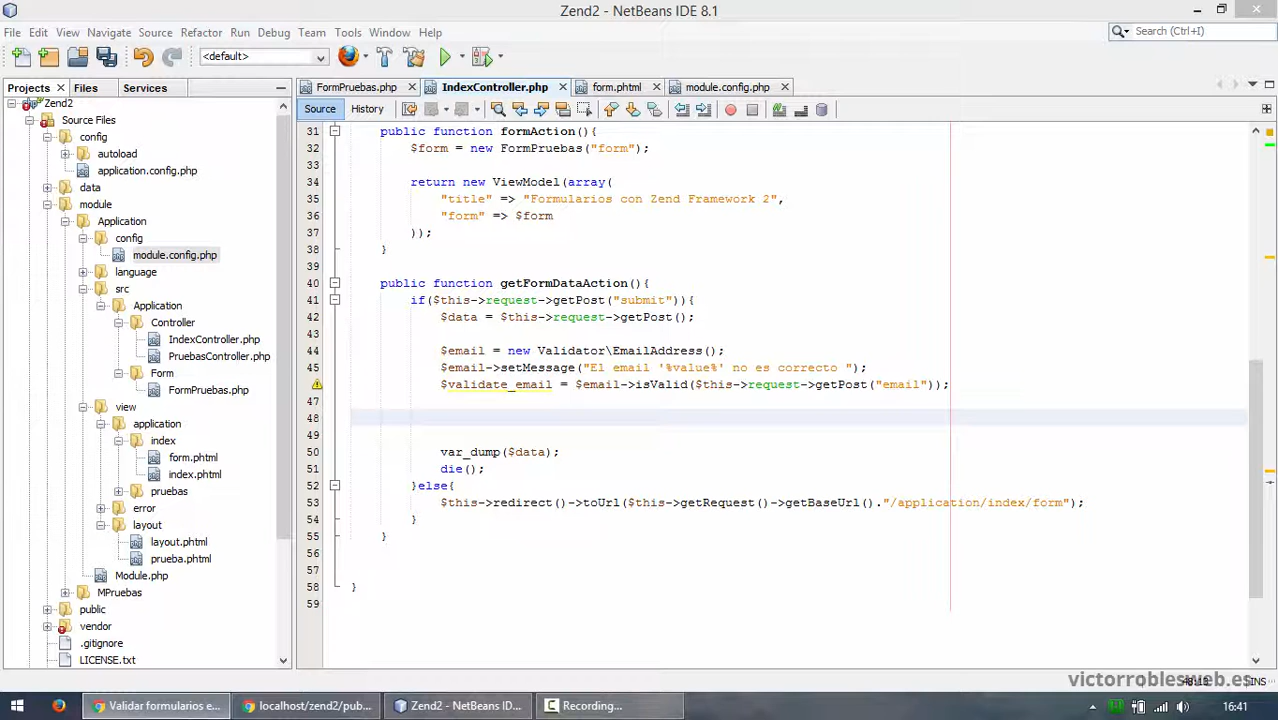 Zend2 - NetBeans IDE 8.1
File Edit View Navigate Source Refactor Run Debug Team Tools Window Help
Search (Ctrl+I)
<default>
Projects Files Services
FormPruebas.php IndexController.php form.phtml module.config.php
Source History
Zend2
Source Files
config
autoload
application.config.php
data
module
Application
config
module.config.php
language
src
Application
Controller
IndexController.php
PruebasController.php
Form
FormPruebas.php
view
application
index
form.phtml
index.phtml
pruebas
error
layout
layout.phtml
prueba.phtml
Module.php
MPruebas
public
vendor
.gitignore
LICENSE.txt
31 public function formAction(){
32 $form = new FormPruebas("form");
33
34 return new ViewModel(array(
35 "title" => "Formularios con Zend Framework 2",
36 "form" => $form
37 ));
38 }
39
40 public function getFormDataAction(){
41 if($this->request->getPost("submit")){
42 $data = $this->request->getPost();
43
44 $email = new Validator\EmailAddress();
45 $email->setMessage("El email '%value%' no es correcto ");
$validate_email = $email->isValid($this->request->getPost("email"));
47
48
49
50 var_dump($data);
51 die();
52 }else{
53 $this->redirect()->toUrl($this->getRequest()->getBaseUrl()."/application/index/form");
54 }
55 }
56
57
58 }
59
victorroblesweb.es
INS
Validar formularios e... localhost/zend2/pub... Zend2 - NetBeans IDE... Recording...
16:41